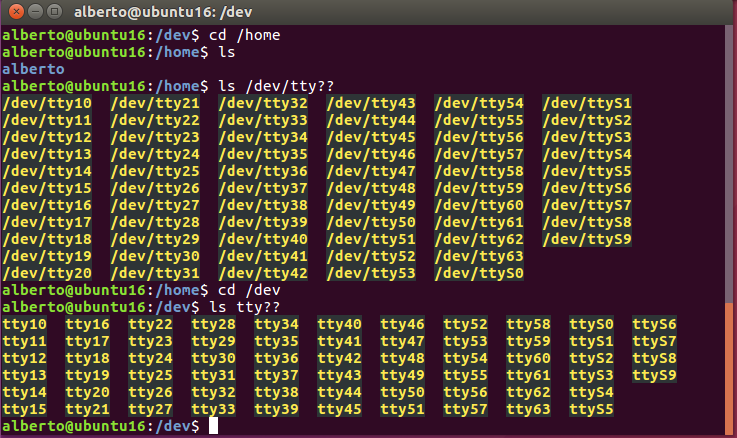 alberto@ubuntu16: /dev
alberto@ubuntu16:/dev$ cd /home
alberto@ubuntu16:/home$ ls
alberto
alberto@ubuntu16:/home$ ls /dev/tty??
/dev/tty10  /dev/tty21  /dev/tty32  /dev/tty43  /dev/tty54  /dev/ttyS1
/dev/tty11  /dev/tty22  /dev/tty33  /dev/tty44  /dev/tty55  /dev/ttyS2
/dev/tty12  /dev/tty23  /dev/tty34  /dev/tty45  /dev/tty56  /dev/ttyS3
/dev/tty13  /dev/tty24  /dev/tty35  /dev/tty46  /dev/tty57  /dev/ttyS4
/dev/tty14  /dev/tty25  /dev/tty36  /dev/tty47  /dev/tty58  /dev/ttyS5
/dev/tty15  /dev/tty26  /dev/tty37  /dev/tty48  /dev/tty59  /dev/ttyS6
/dev/tty16  /dev/tty27  /dev/tty38  /dev/tty49  /dev/tty60  /dev/ttyS7
/dev/tty17  /dev/tty28  /dev/tty39  /dev/tty50  /dev/tty61  /dev/ttyS8
/dev/tty18  /dev/tty29  /dev/tty40  /dev/tty51  /dev/tty62  /dev/ttyS9
/dev/tty19  /dev/tty30  /dev/tty41  /dev/tty52  /dev/tty63
/dev/tty20  /dev/tty31  /dev/tty42  /dev/tty53  /dev/ttyS0
alberto@ubuntu16:/home$ cd /dev
alberto@ubuntu16:/dev$ ls tty??
tty10  tty16  tty22  tty28  tty34  tty40  tty46  tty52  tty58  ttyS0  ttyS6
tty11  tty17  tty23  tty29  tty35  tty41  tty47  tty53  tty59  ttyS1  ttyS7
tty12  tty18  tty24  tty30  tty36  tty42  tty48  tty54  tty60  ttyS2  ttyS8
tty13  tty19  tty25  tty31  tty37  tty43  tty49  tty55  tty61  ttyS3  ttyS9
tty14  tty20  tty26  tty32  tty38  tty44  tty50  tty56  tty62  ttyS4
tty15  tty21  tty27  tty33  tty39  tty45  tty51  tty57  tty63  ttyS5
alberto@ubuntu16:/dev$